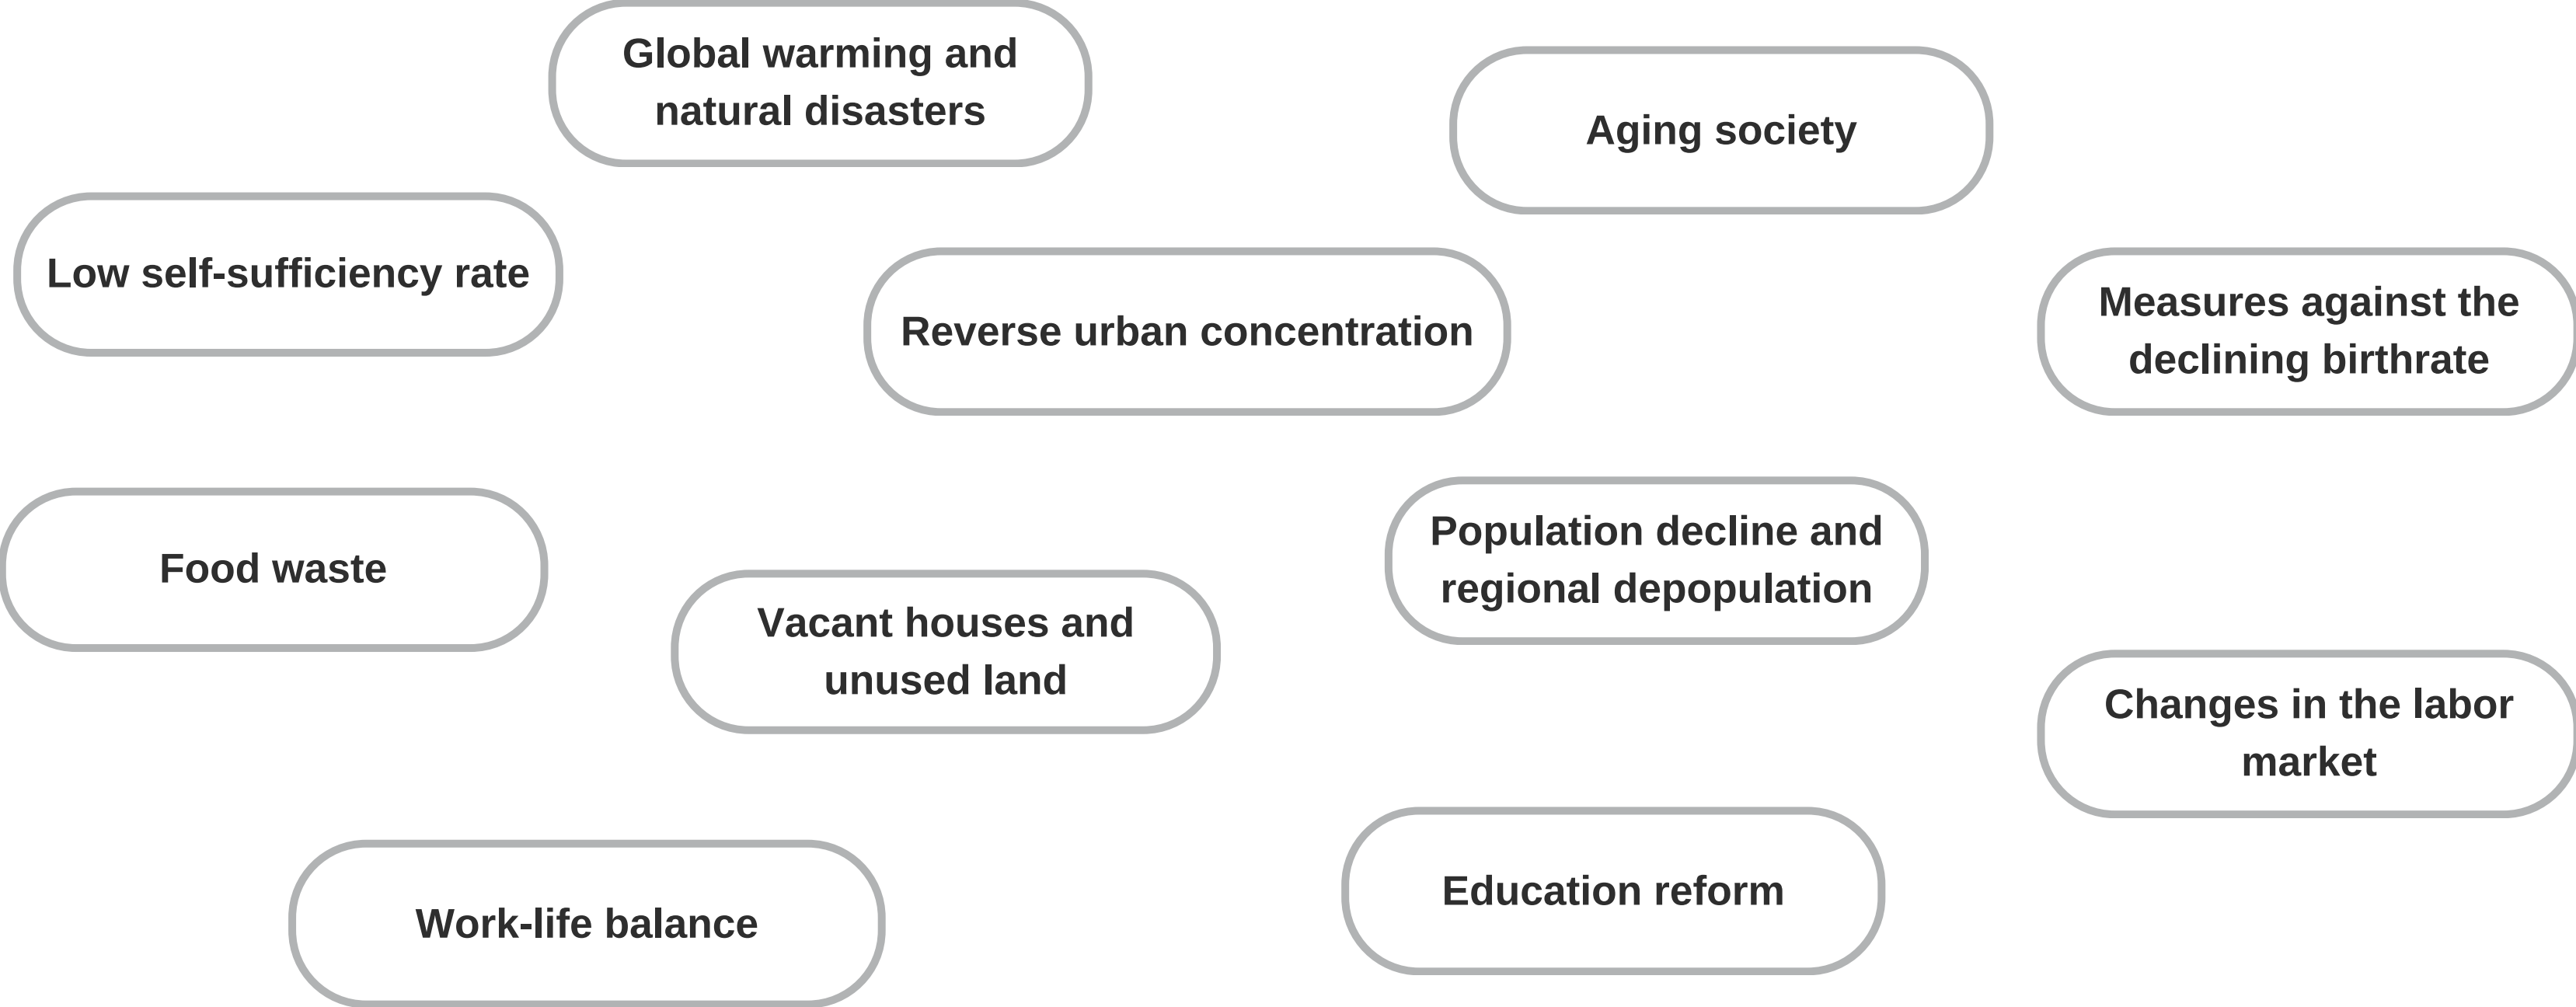 Global warming and
natural disasters
Aging society
Low self-sufficiency rate
Reverse urban concentration
Measures against the
declining birthrate
Food waste
Population decline and
regional depopulation
Vacant houses and
unused land
Changes in the labor
market
Education reform
Work-life balance